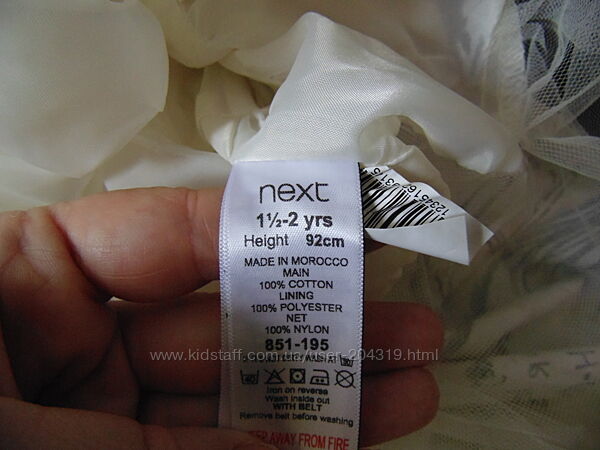 next
1½-2 yrs
Height 92cm
MADE IN MOROCCO
MAIN
100% COTTON
LINING
100% POLYESTER
NET
100% NYLON
851-195
www.kidstaff.com.ua/user-204319.html
40
Iron on reverse
Wash inside out
WITH BELT
Remove belt before washing
AWAY FROM FIRE